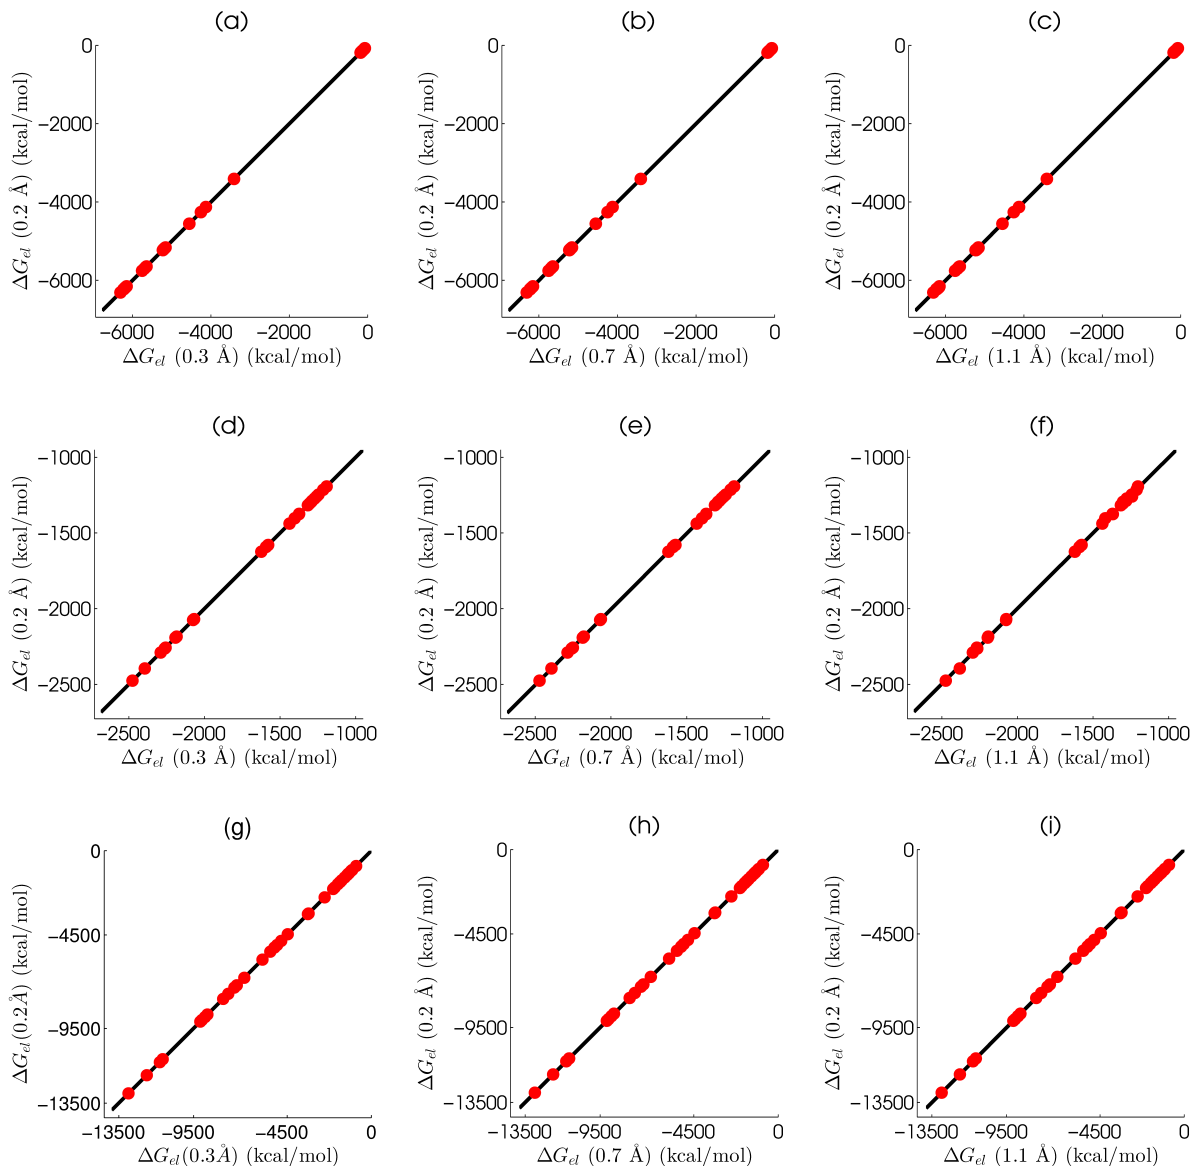 (a) (b) (c)
0 0 0
−2000 −2000 −2000
−4000 −4000 −4000
−6000 −6000 −6000
ΔG_el (0.2 Å) (kcal/mol) ΔG_el (0.2 Å) (kcal/mol) ΔG_el (0.2 Å) (kcal/mol)
−6000 −4000 −2000 0 −6000 −4000 −2000 0 −6000 −4000 −2000 0
ΔG_el (0.3 Å) (kcal/mol) ΔG_el (0.7 Å) (kcal/mol) ΔG_el (1.1 Å) (kcal/mol)
(d) (e) (f)
−1000 −1000 −1000
−1500 −1500 −1500
−2000 −2000 −2000
−2500 −2500 −2500
ΔG_el (0.2 Å) (kcal/mol) ΔG_el (0.2 Å) (kcal/mol) ΔG_el (0.2 Å) (kcal/mol)
−2500 −2000 −1500 −1000 −2500 −2000 −1500 −1000 −2500 −2000 −1500 −1000
ΔG_el (0.3 Å) (kcal/mol) ΔG_el (0.7 Å) (kcal/mol) ΔG_el (1.1 Å) (kcal/mol)
(g) (h) (i)
0 0 0
−4500 −4500 −4500
−9500 −9500 −9500
−13500 −13500 −13500
ΔG_el(0.2Å) (kcal/mol) ΔG_el (0.2 Å) (kcal/mol) ΔG_el (0.2 Å) (kcal/mol)
−13500 −9500 −4500 0 −13500 −9500 −4500 0 −13500 −9500 −4500 0
ΔG_el(0.3Å) (kcal/mol) ΔG_el (0.7 Å) (kcal/mol) ΔG_el (1.1 Å) (kcal/mol)